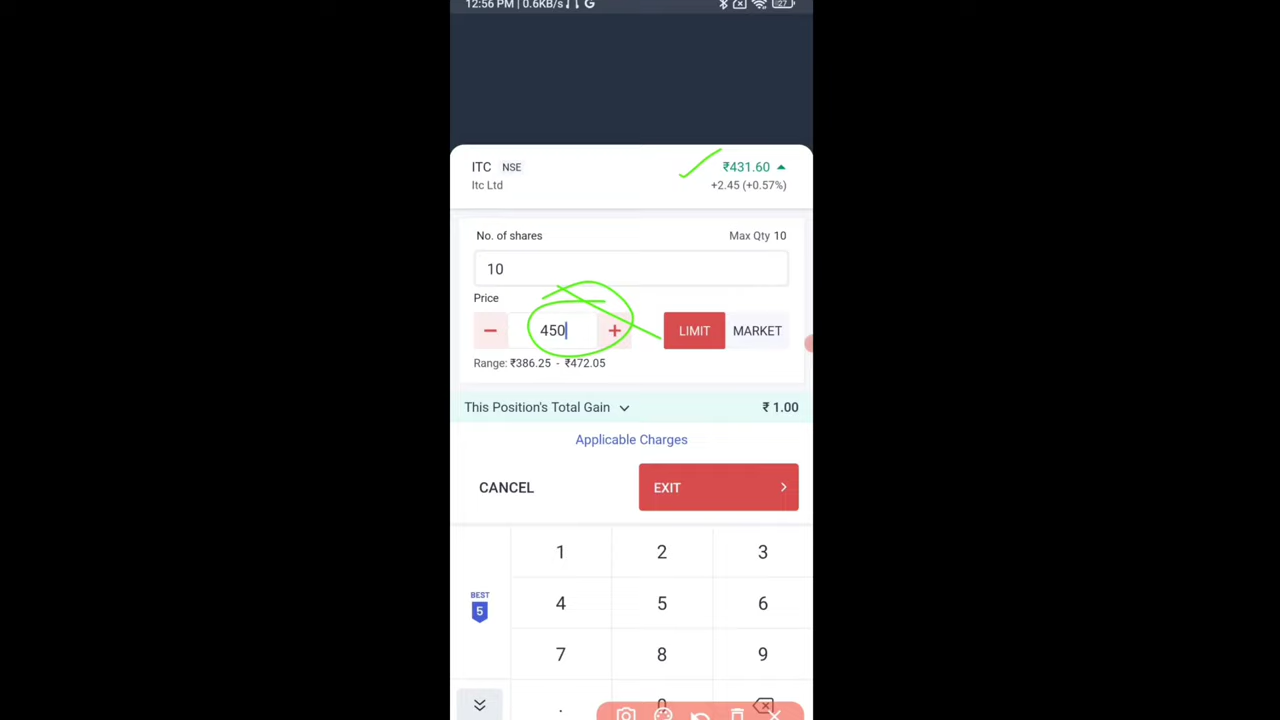 12:56 PM | 0.6KB/s
27
ITC NSE
₹431.60
Itc Ltd
+2.45 (+0.57%)
No. of shares
Max Qty 10
10
Price
450
LIMIT
MARKET
Range: ₹386.25 - ₹472.05
This Position's Total Gain
₹ 1.00
Applicable Charges
CANCEL
EXIT
1 2 3
BEST
5
4 5 6
7 8 9
. 0